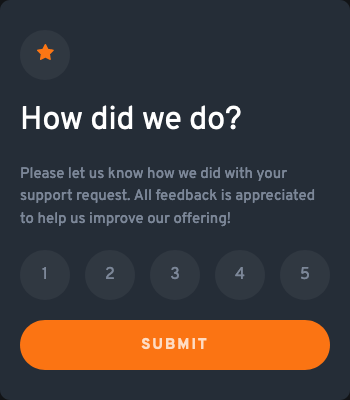 How did we do?
Please let us know how we did with your
support request. All feedback is appreciated
to help us improve our offering!
1 2 3 4 5
SUBMIT